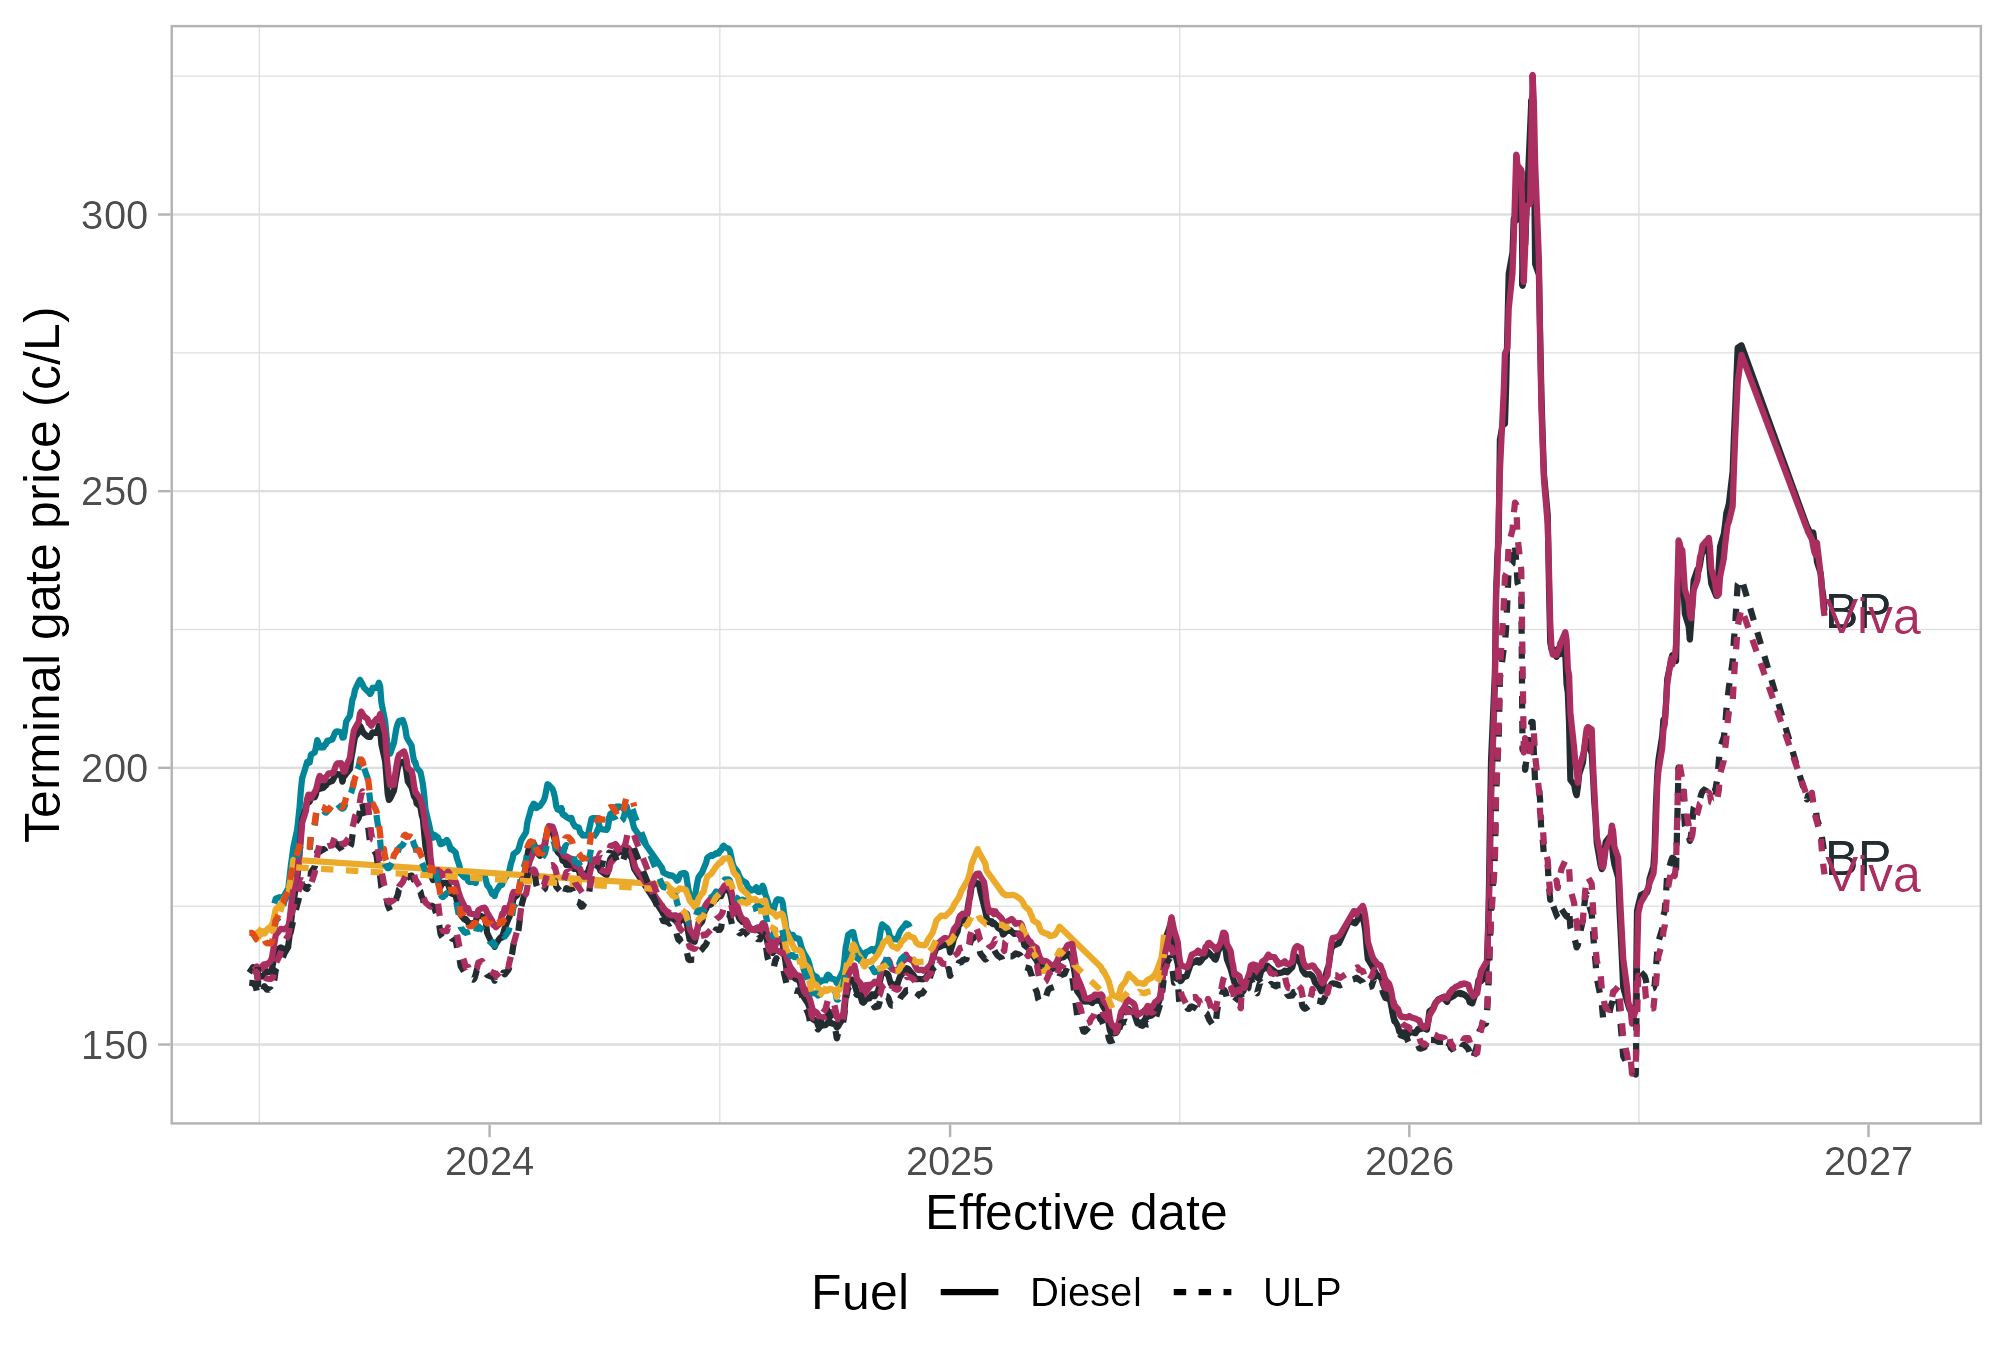 Terminal gate price (c/L)
300
250
200
150
BP
Viva
BP
Viva
2024
2025
2026
2027
Effective date
Fuel
Diesel
ULP